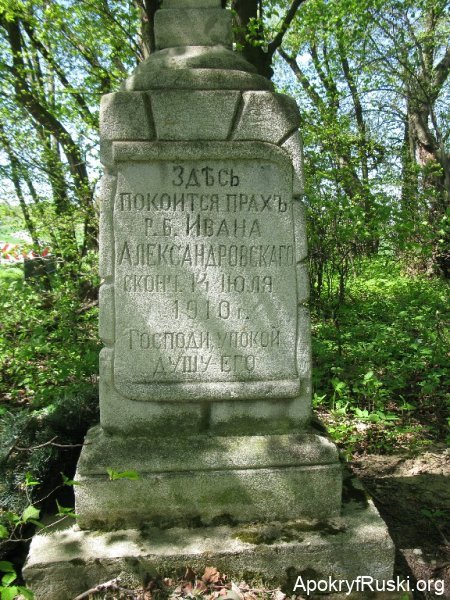 Здѣсь
покоится прахъ
р. б. Ивана
Александровскаго
сконч. 14 іюля
1910 г.
Господи, упокой
душу его
ApokryfRuski.org